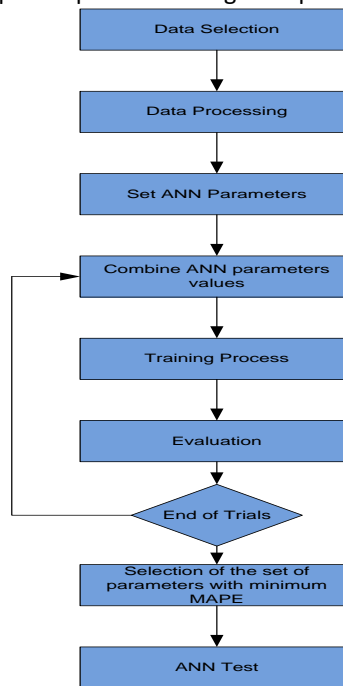 Data Selection
Data Processing
Set ANN Parameters
Combine ANN parameters
values
Training Process
Evaluation
End of Trials
Selection of the set of
parameters with minimum
MAPE
ANN Test